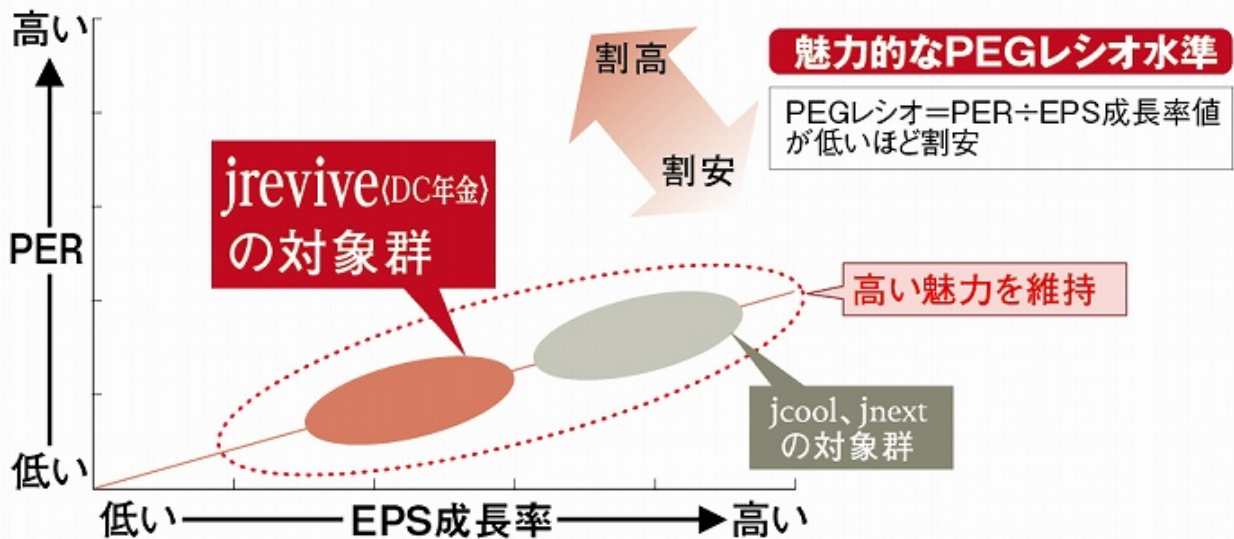 高い
割高
魅力的なPEGレシオ水準
PEGレシオ=PER÷EPS成長率値
が低いほど割安
割安
jrevive〈DC年金〉
の対象群
PER
高い魅力を維持
jcool、jnext
の対象群
低い
低い
EPS成長率
高い